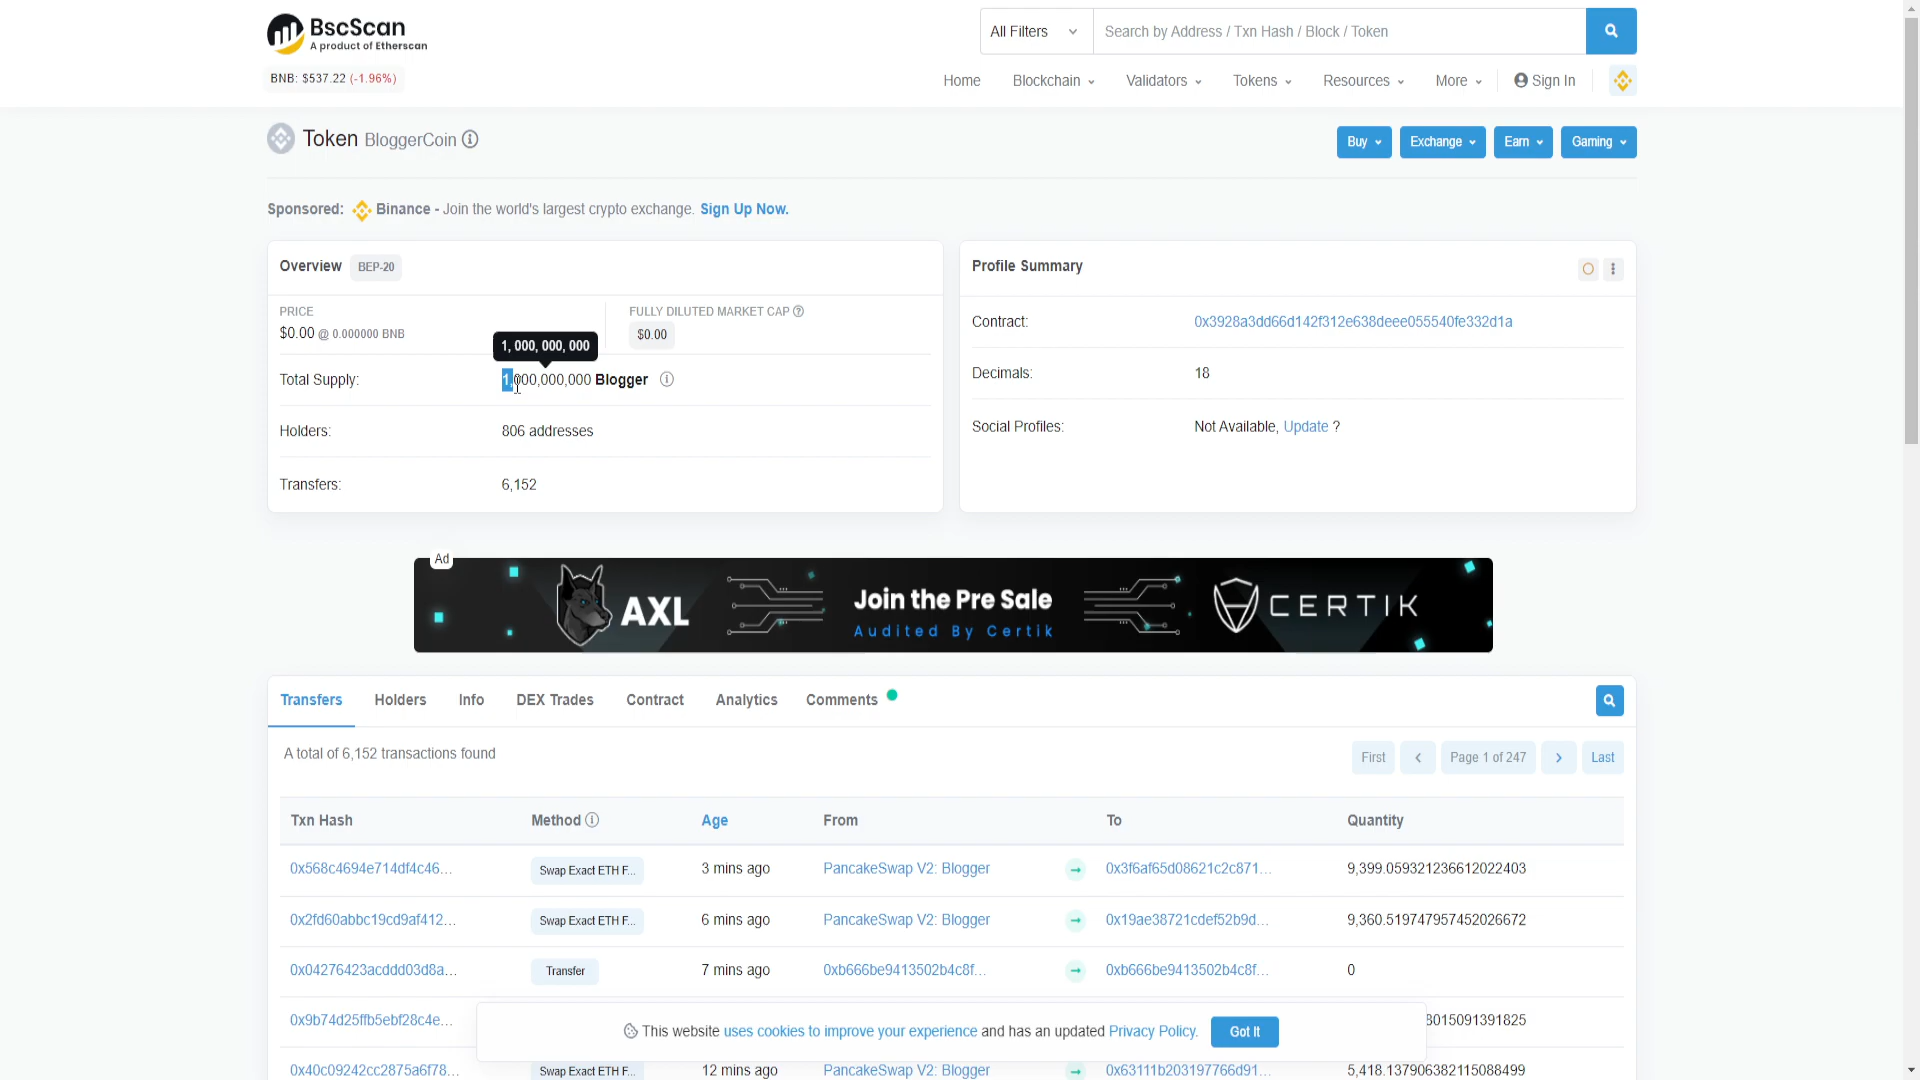 BscScan
A product of Etherscan
All Filters
Search by Address / Txn Hash / Block / Token
BNB: $537.22 (-1.96%)
Home Blockchain Validators Tokens Resources More Sign In
Token BloggerCoin
Buy Exchange Earn Gaming
Sponsored: Binance - Join the world's largest crypto exchange. Sign Up Now.
Overview BEP-20
PRICE
$0.00 @ 0.000000 BNB
FULLY DILUTED MARKET CAP
$0.00
1, 000, 000, 000
Total Supply: 1,000,000,000 Blogger
Holders: 806 addresses
Transfers: 6,152
Profile Summary
Contract: 0x3928a3dd66d142f312e638deee055540fe332d1a
Decimals: 18
Social Profiles: Not Available, Update ?
Ad
AXL
Join the Pre Sale
Audited By Certik
CERTIK
Transfers Holders Info DEX Trades Contract Analytics Comments
A total of 6,152 transactions found
First Page 1 of 247 Last
Txn Hash Method Age From To Quantity
0x568c4694e714df4c46... Swap Exact ETH F... 3 mins ago PancakeSwap V2: Blogger 0x3f6af65d08621c2c871... 9,399.059321236612022403
0x2fd60abbc19cd9af412... Swap Exact ETH F... 6 mins ago PancakeSwap V2: Blogger 0x19ae38721cdef52b9d... 9,360.519747957452026672
0x04276423acddd03d8a... Transfer 7 mins ago 0xb666be9413502b4c8f... 0xb666be9413502b4c8f... 0
0x9b74d25ffb5ebf28c4e... 8015091391825
This website uses cookies to improve your experience and has an updated Privacy Policy. Got It
0x40c09242cc2875a6f78... Swap Exact ETH F... 12 mins ago PancakeSwap V2: Blogger 0x63111b203197766d91... 5,418.137906382115088499